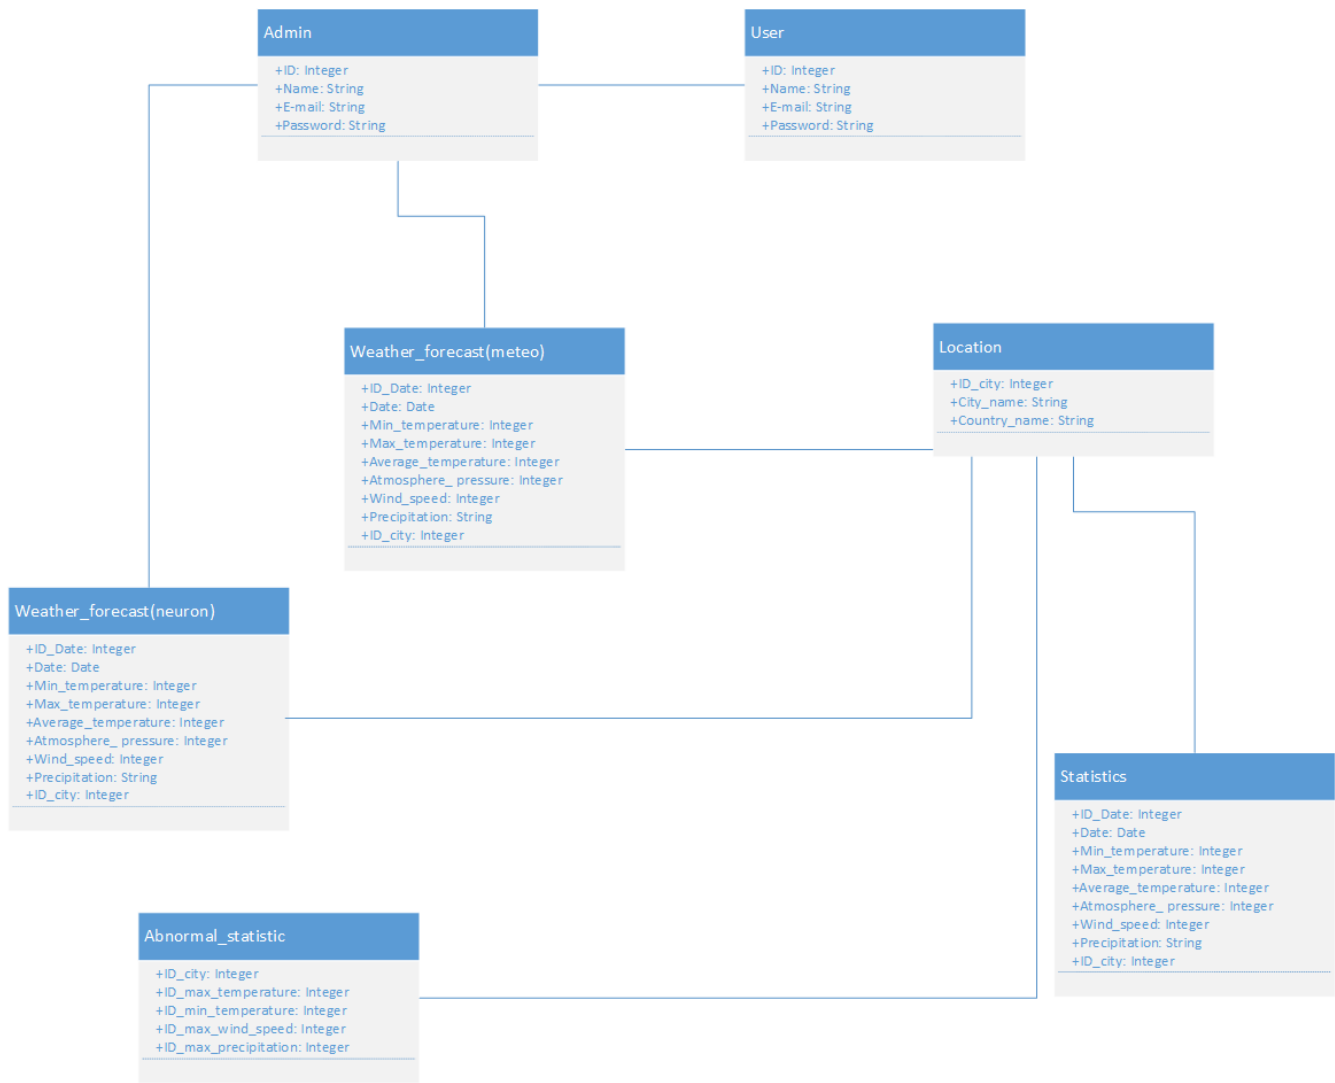 Admin
+ID: Integer
+Name: String
+E-mail: String
+Password: String
User
+ID: Integer
+Name: String
+E-mail: String
+Password: String
Weather_forecast(meteo)
+ID_Date: Integer
+Date: Date
+Min_temperature: Integer
+Max_temperature: Integer
+Average_temperature: Integer
+Atmosphere_ pressure: Integer
+Wind_speed: Integer
+Precipitation: String
+ID_city: Integer
Location
+ID_city: Integer
+City_name: String
+Country_name: String
Weather_forecast(neuron)
+ID_Date: Integer
+Date: Date
+Min_temperature: Integer
+Max_temperature: Integer
+Average_temperature: Integer
+Atmosphere_ pressure: Integer
+Wind_speed: Integer
+Precipitation: String
+ID_city: Integer
Statistics
+ID_Date: Integer
+Date: Date
+Min_temperature: Integer
+Max_temperature: Integer
+Average_temperature: Integer
+Atmosphere_ pressure: Integer
+Wind_speed: Integer
+Precipitation: String
+ID_city: Integer
Abnormal_statistic
+ID_city: Integer
+ID_max_temperature: Integer
+ID_min_temperature: Integer
+ID_max_wind_speed: Integer
+ID_max_precipitation: Integer